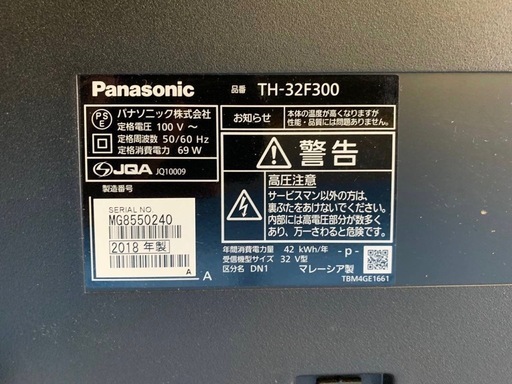 Panasonic
品番 TH-32F300
PS
E
パナソニック株式会社
定格電圧 100 V ~
定格周波数 50/60 Hz
定格消費電力 69 W
JQA JQ10009
製造番号
SERIAL NO.
MG8550240
2018 年製
A
A
お知らせ
本体の温度が高くなりますが
性能・品質には問題ありません。
警告
高圧注意
サービスマン以外の方は、
裏ぶたをあけないでください。
内部には高電圧部分が数多く
あり、万一さわると危険です。
年間消費電力量 42 kWh/年
受信機型サイズ 32 V型
区分名 DN1
- p -
マレーシア製
TBM4GE1661